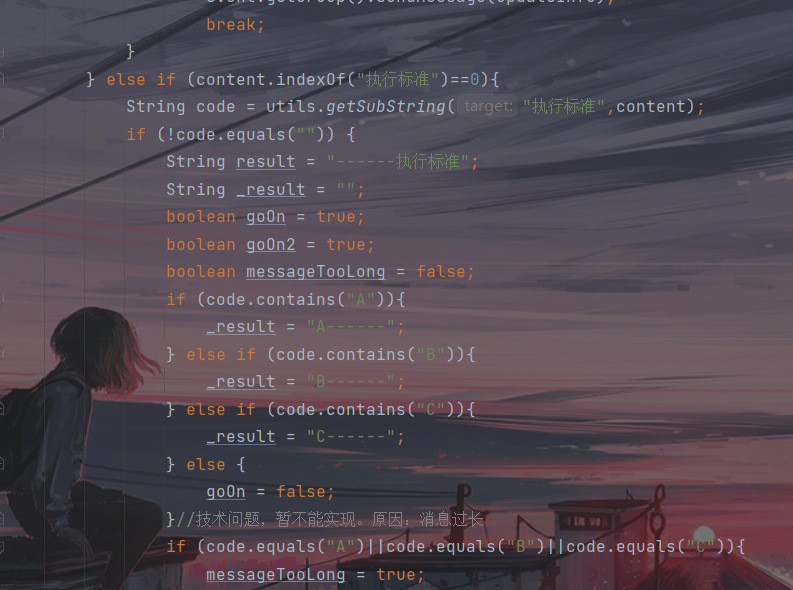 break;
}
} else if (content.indexOf("执行标准")==0){
String code = utils.getSubString( target: "执行标准",content);
if (!code.equals("")) {
String result = "------执行标准";
String _result = "";
boolean goOn = true;
boolean goOn2 = true;
boolean messageTooLong = false;
if (code.contains("A")){
_result = "A------";
} else if (code.contains("B")){
_result = "B------";
} else if (code.contains("C")){
_result = "C------";
} else {
goOn = false;
}//技术问题，暂不能实现。原因：消息过长
if (code.equals("A")||code.equals("B")||code.equals("C")){
messageTooLong = true;